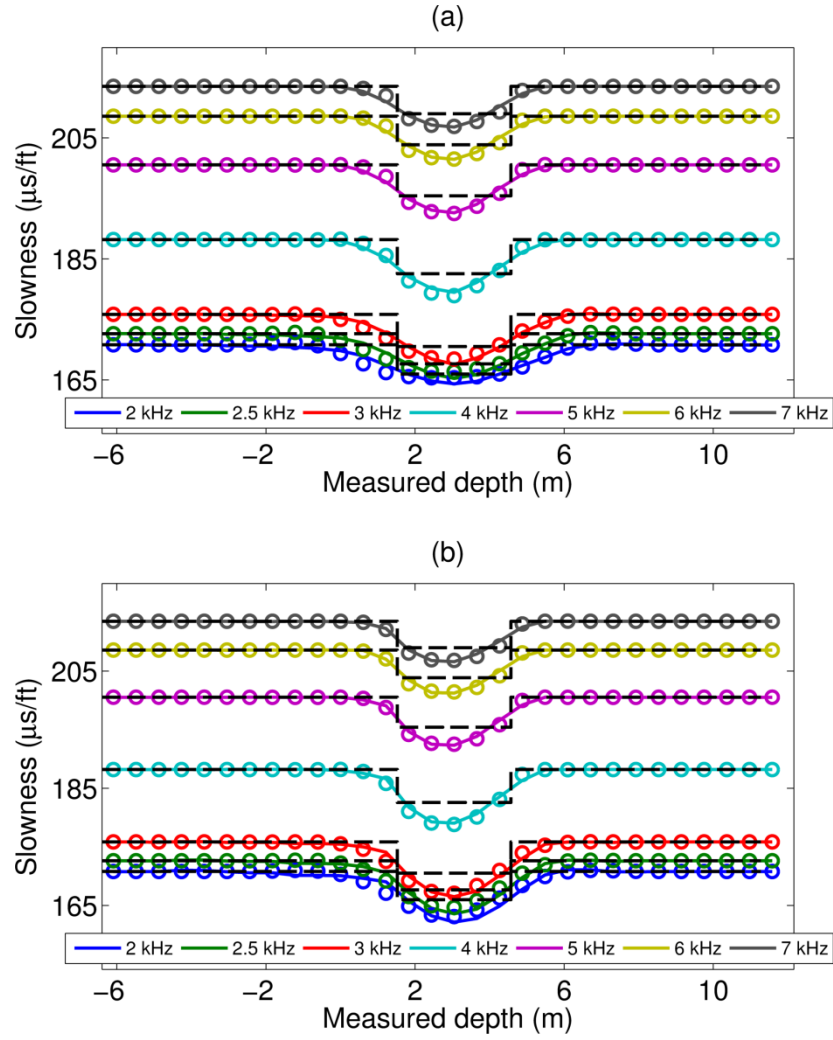 (a)
Slowness (μs/ft)
205
185
165
2 kHz 2.5 kHz 3 kHz 4 kHz 5 kHz 6 kHz 7 kHz
−6 −2 2 6 10
Measured depth (m)
(b)
Slowness (μs/ft)
205
185
165
2 kHz 2.5 kHz 3 kHz 4 kHz 5 kHz 6 kHz 7 kHz
−6 −2 2 6 10
Measured depth (m)